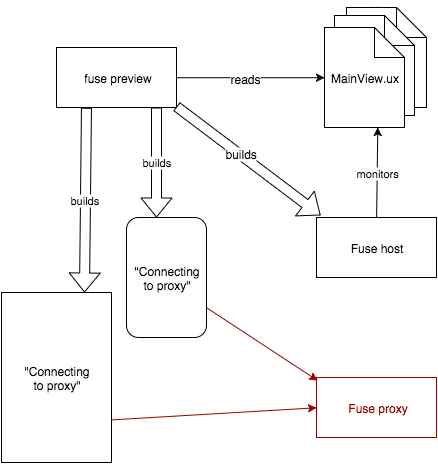 fuse preview
reads
MainView.ux
builds
builds
builds
monitors
Fuse host
"Connecting
to proxy"
"Connecting
to proxy"
Fuse proxy